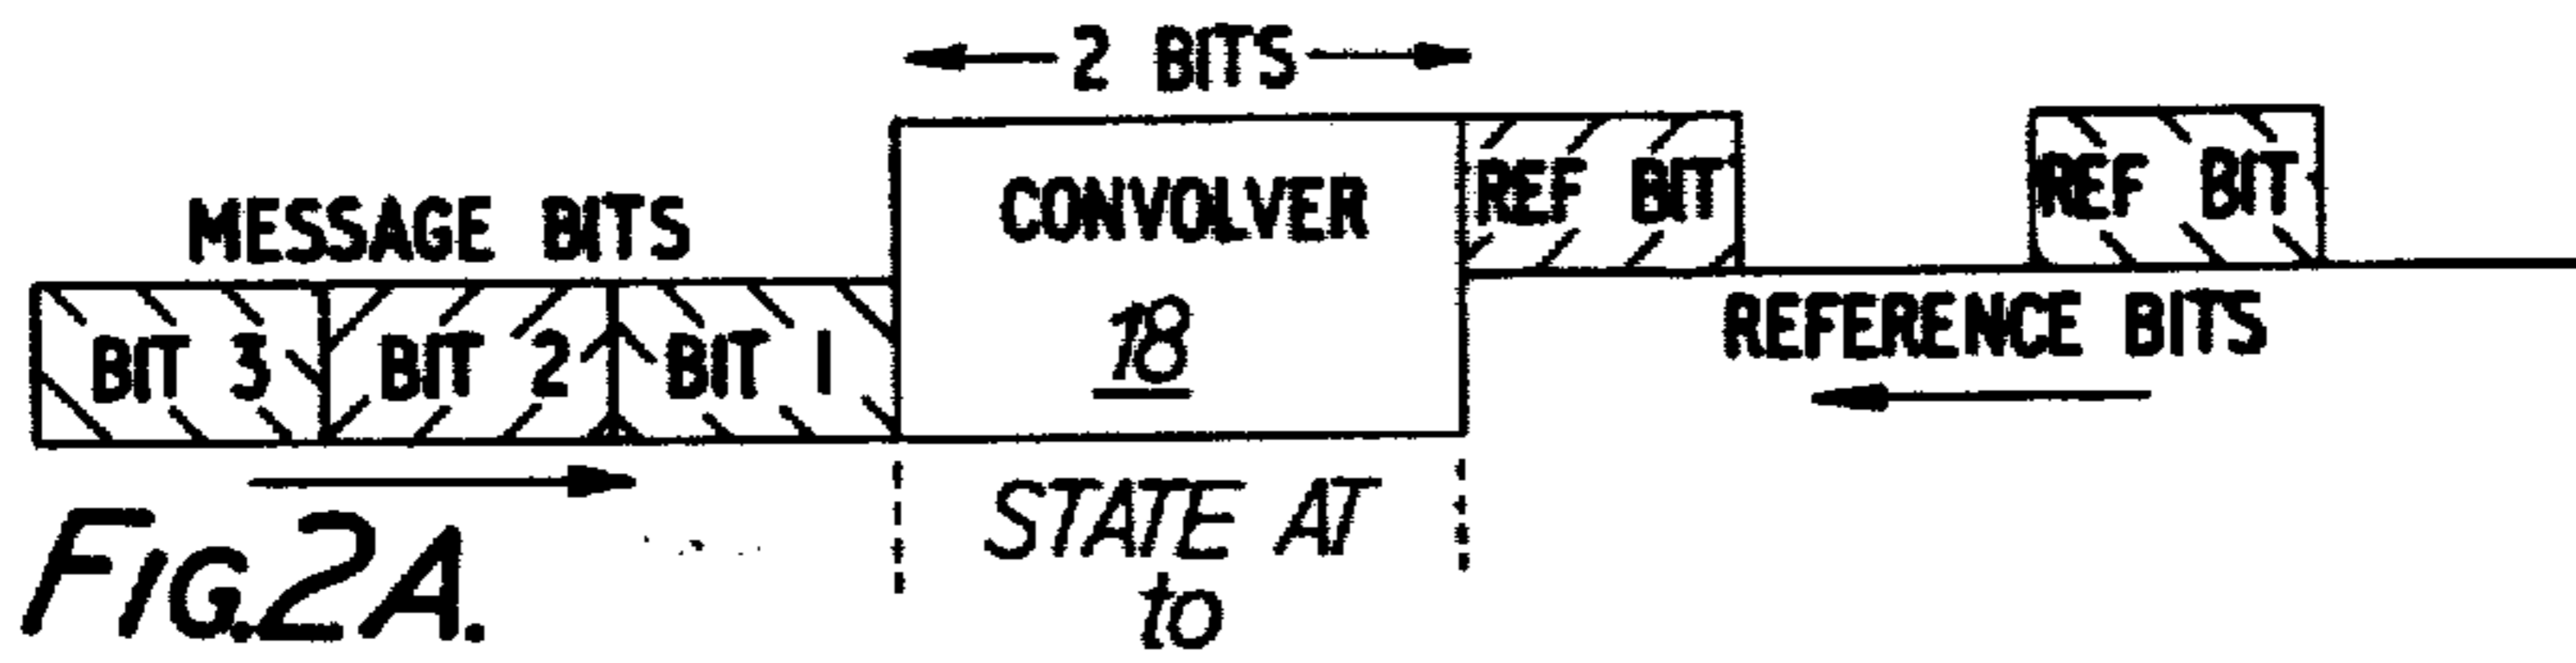 2 BITS
MESSAGE BITS
CONVOLVER
18
REF BIT
REF BIT
BIT 3
BIT 2
BIT 1
REFERENCE BITS
STATE AT
to
FIG. 2A.